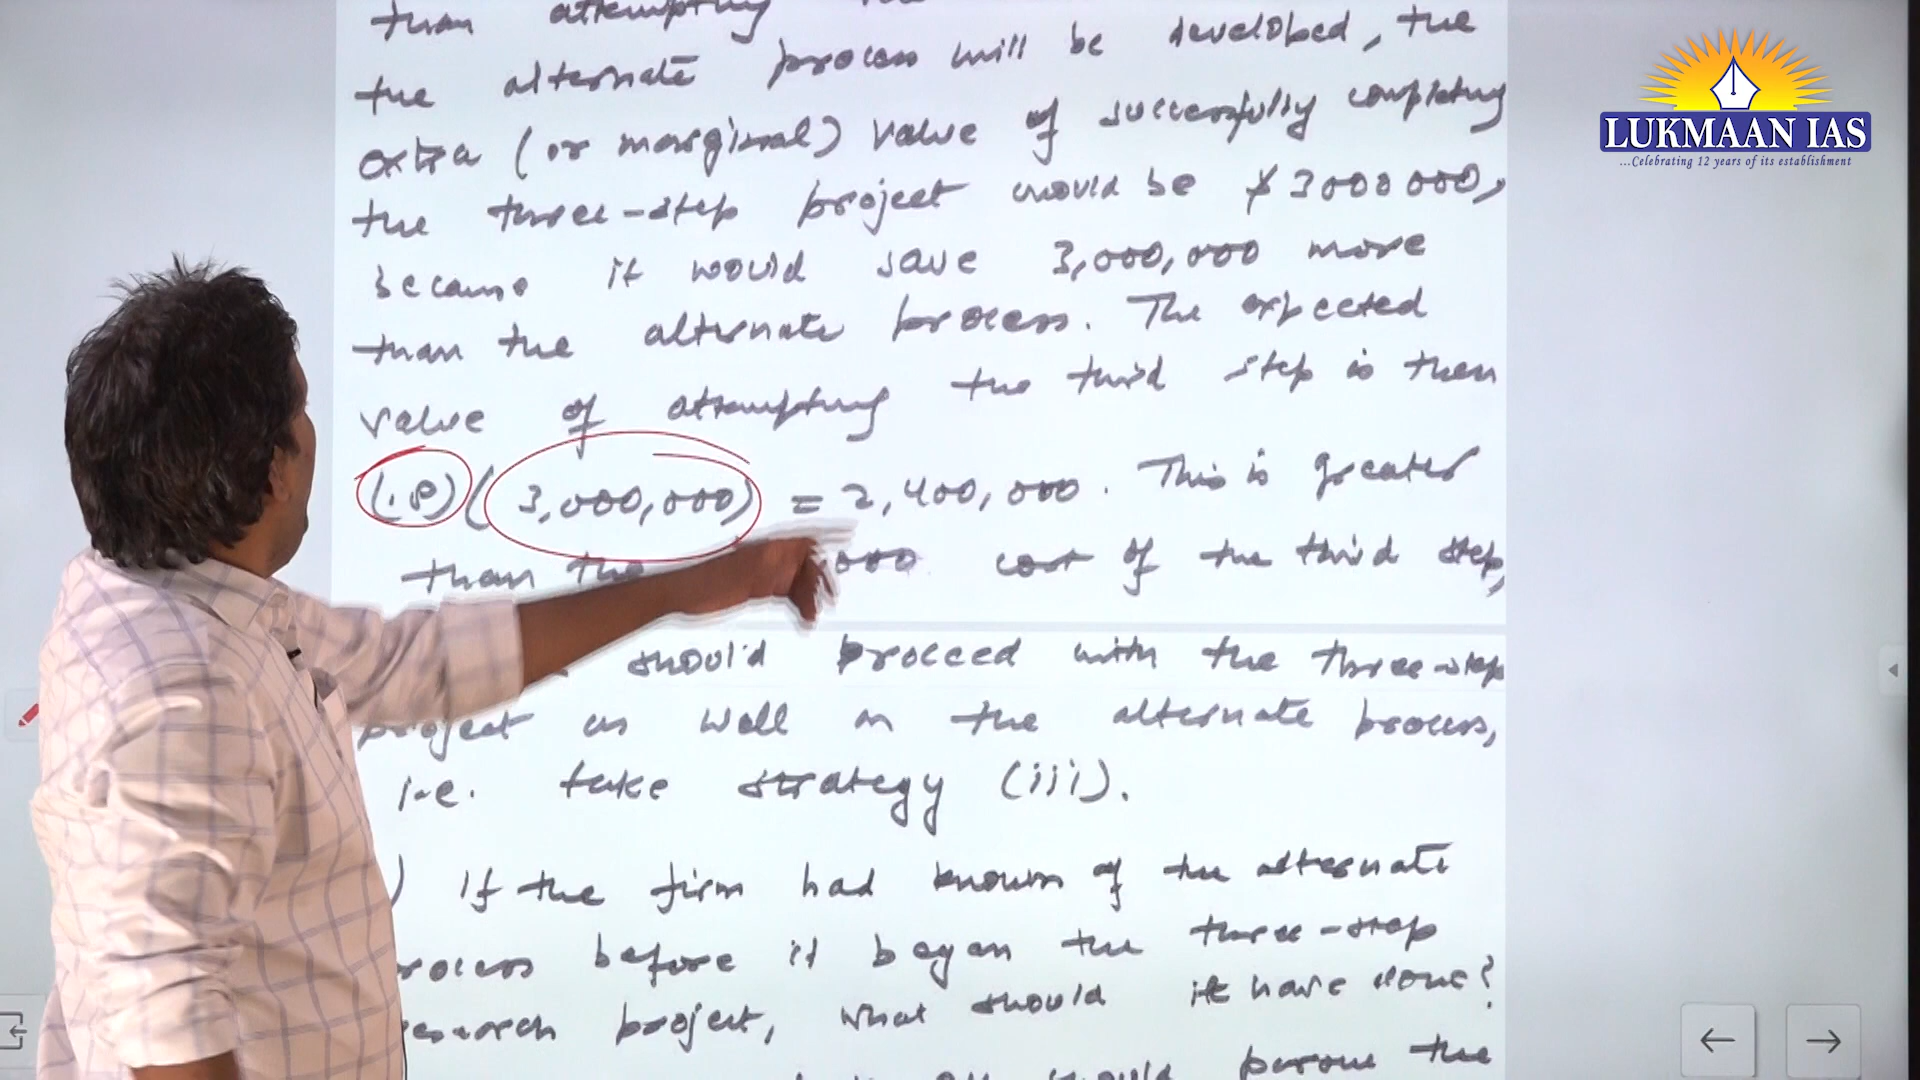 than attempting
the alternate process will be developed, the
extra (or marginal) value of successfully completing
the three-step project would be $3000000,
because it would save 3,000,000 more
than the alternate process. The expected
value of attempting the third step is then
(.8) (3,000,000) = 2,400,000. This is greater
than the 000 cost of the third step,
should proceed with the three-step
project as well as on the alternate process,
i.e. take strategy (iii).
) If the firm had known of the alternate
process before it began the three-step
research project, what should it have done?
should pursue the
LUKMAAN IAS
...Celebrating 12 years of its establishment